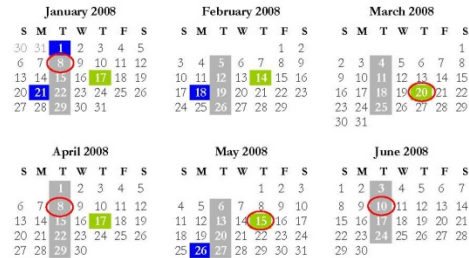 January 2008
S M T W T F S
30 31 1 2 3 4 5
6 7 8 9 10 11 12
13 14 15 16 17 18 19
20 21 22 23 24 25 26
27 28 29 30 31
February 2008
S M T W T F S
1 2
3 4 5 6 7 8 9
10 11 12 13 14 15 16
17 18 19 20 21 22 23
24 25 26 27 28 29
March 2008
S M T W T F S
1
2 3 4 5 6 7 8
9 10 11 12 13 14 15
16 17 18 19 20 21 22
23 24 25 26 27 28 29
30 31
April 2008
S M T W T F S
1 2 3 4 5
6 7 8 9 10 11 12
13 14 15 16 17 18 19
20 21 22 23 24 25 26
27 28 29 30
May 2008
S M T W T F S
1 2 3
4 5 6 7 8 9 10
11 12 13 14 15 16 17
18 19 20 21 22 23 24
25 26 27 28 29 30 31
June 2008
S M T W T F S
1 2 3 4 5 6 7
8 9 10 11 12 13 14
15 16 17 18 19 20 21
22 23 24 25 26 27 28
29 30